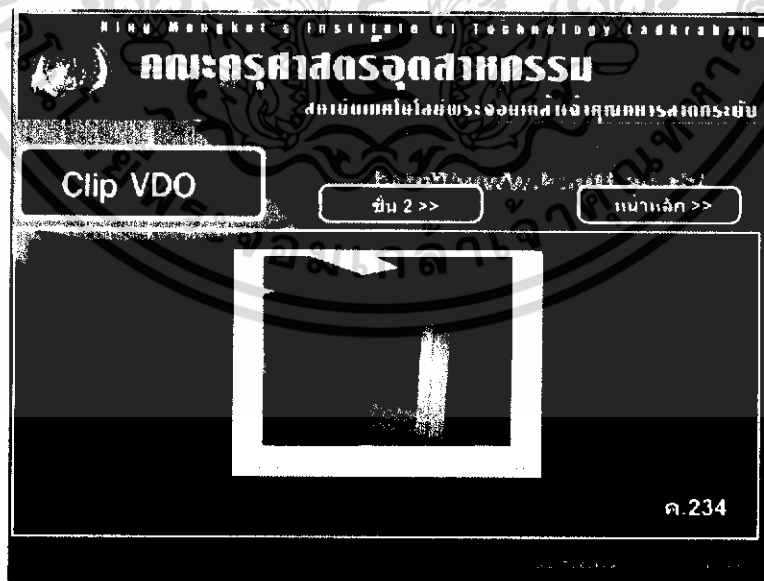 King Mongkut's Institute of Technology Ladkrabang
คณะครุศาสตร์อุตสาหกรรม
สถาบันเทคโนโลยีพระจอมเกล้าเจ้าคุณทหารลาดกระบัง
Clip VDO
ชั้น 2 >>
หน้าหลัก >>
ค.234